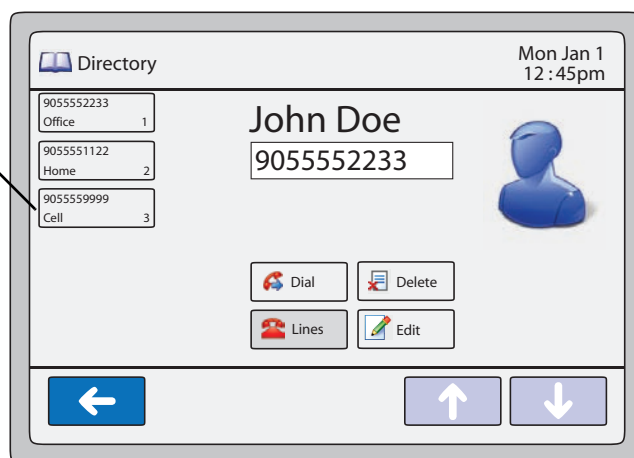 Directory
Mon Jan 1
12:45pm
9055552233
Office 1
9055551122
Home 2
9055559999
Cell 3
John Doe
9055552233
Dial
Delete
Lines
Edit